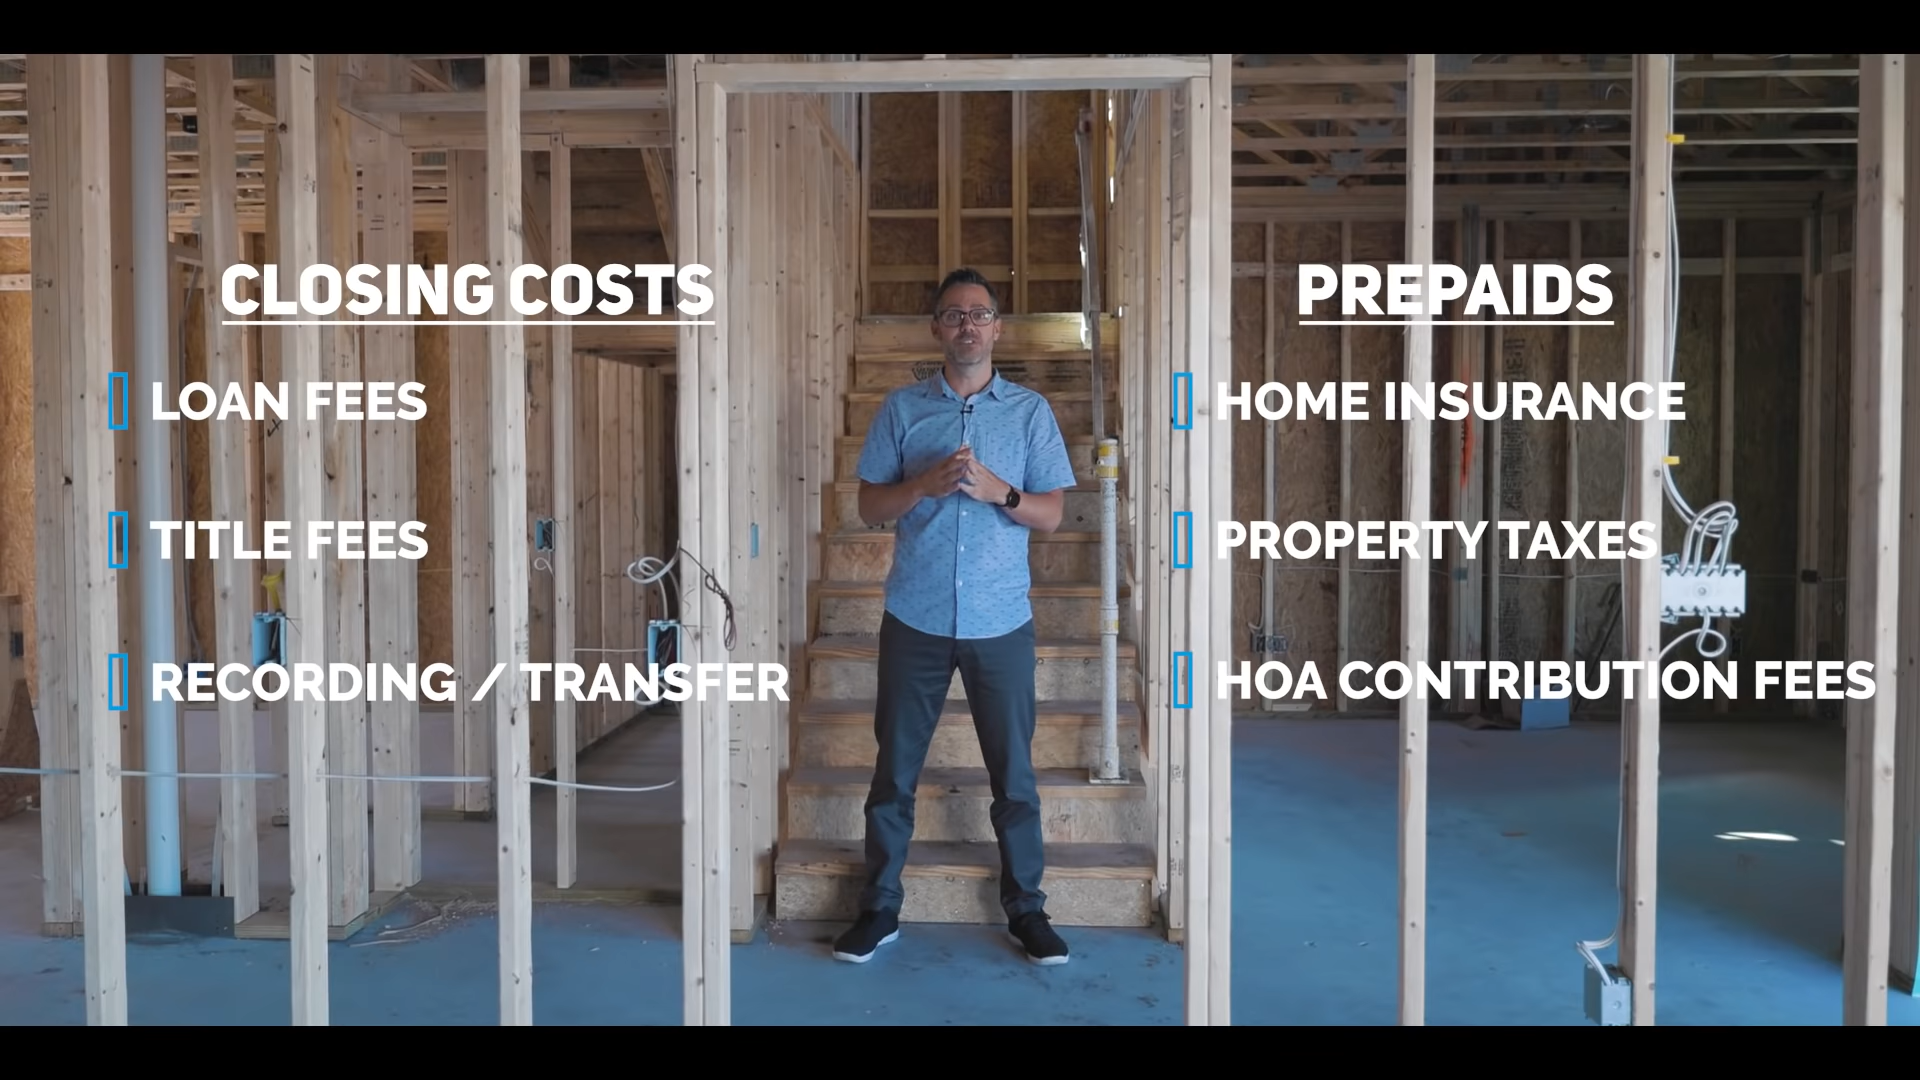 CLOSING COSTS
LOAN FEES
TITLE FEES
RECORDING / TRANSFER
PREPAIDS
HOME INSURANCE
PROPERTY TAXES
HOA CONTRIBUTION FEES